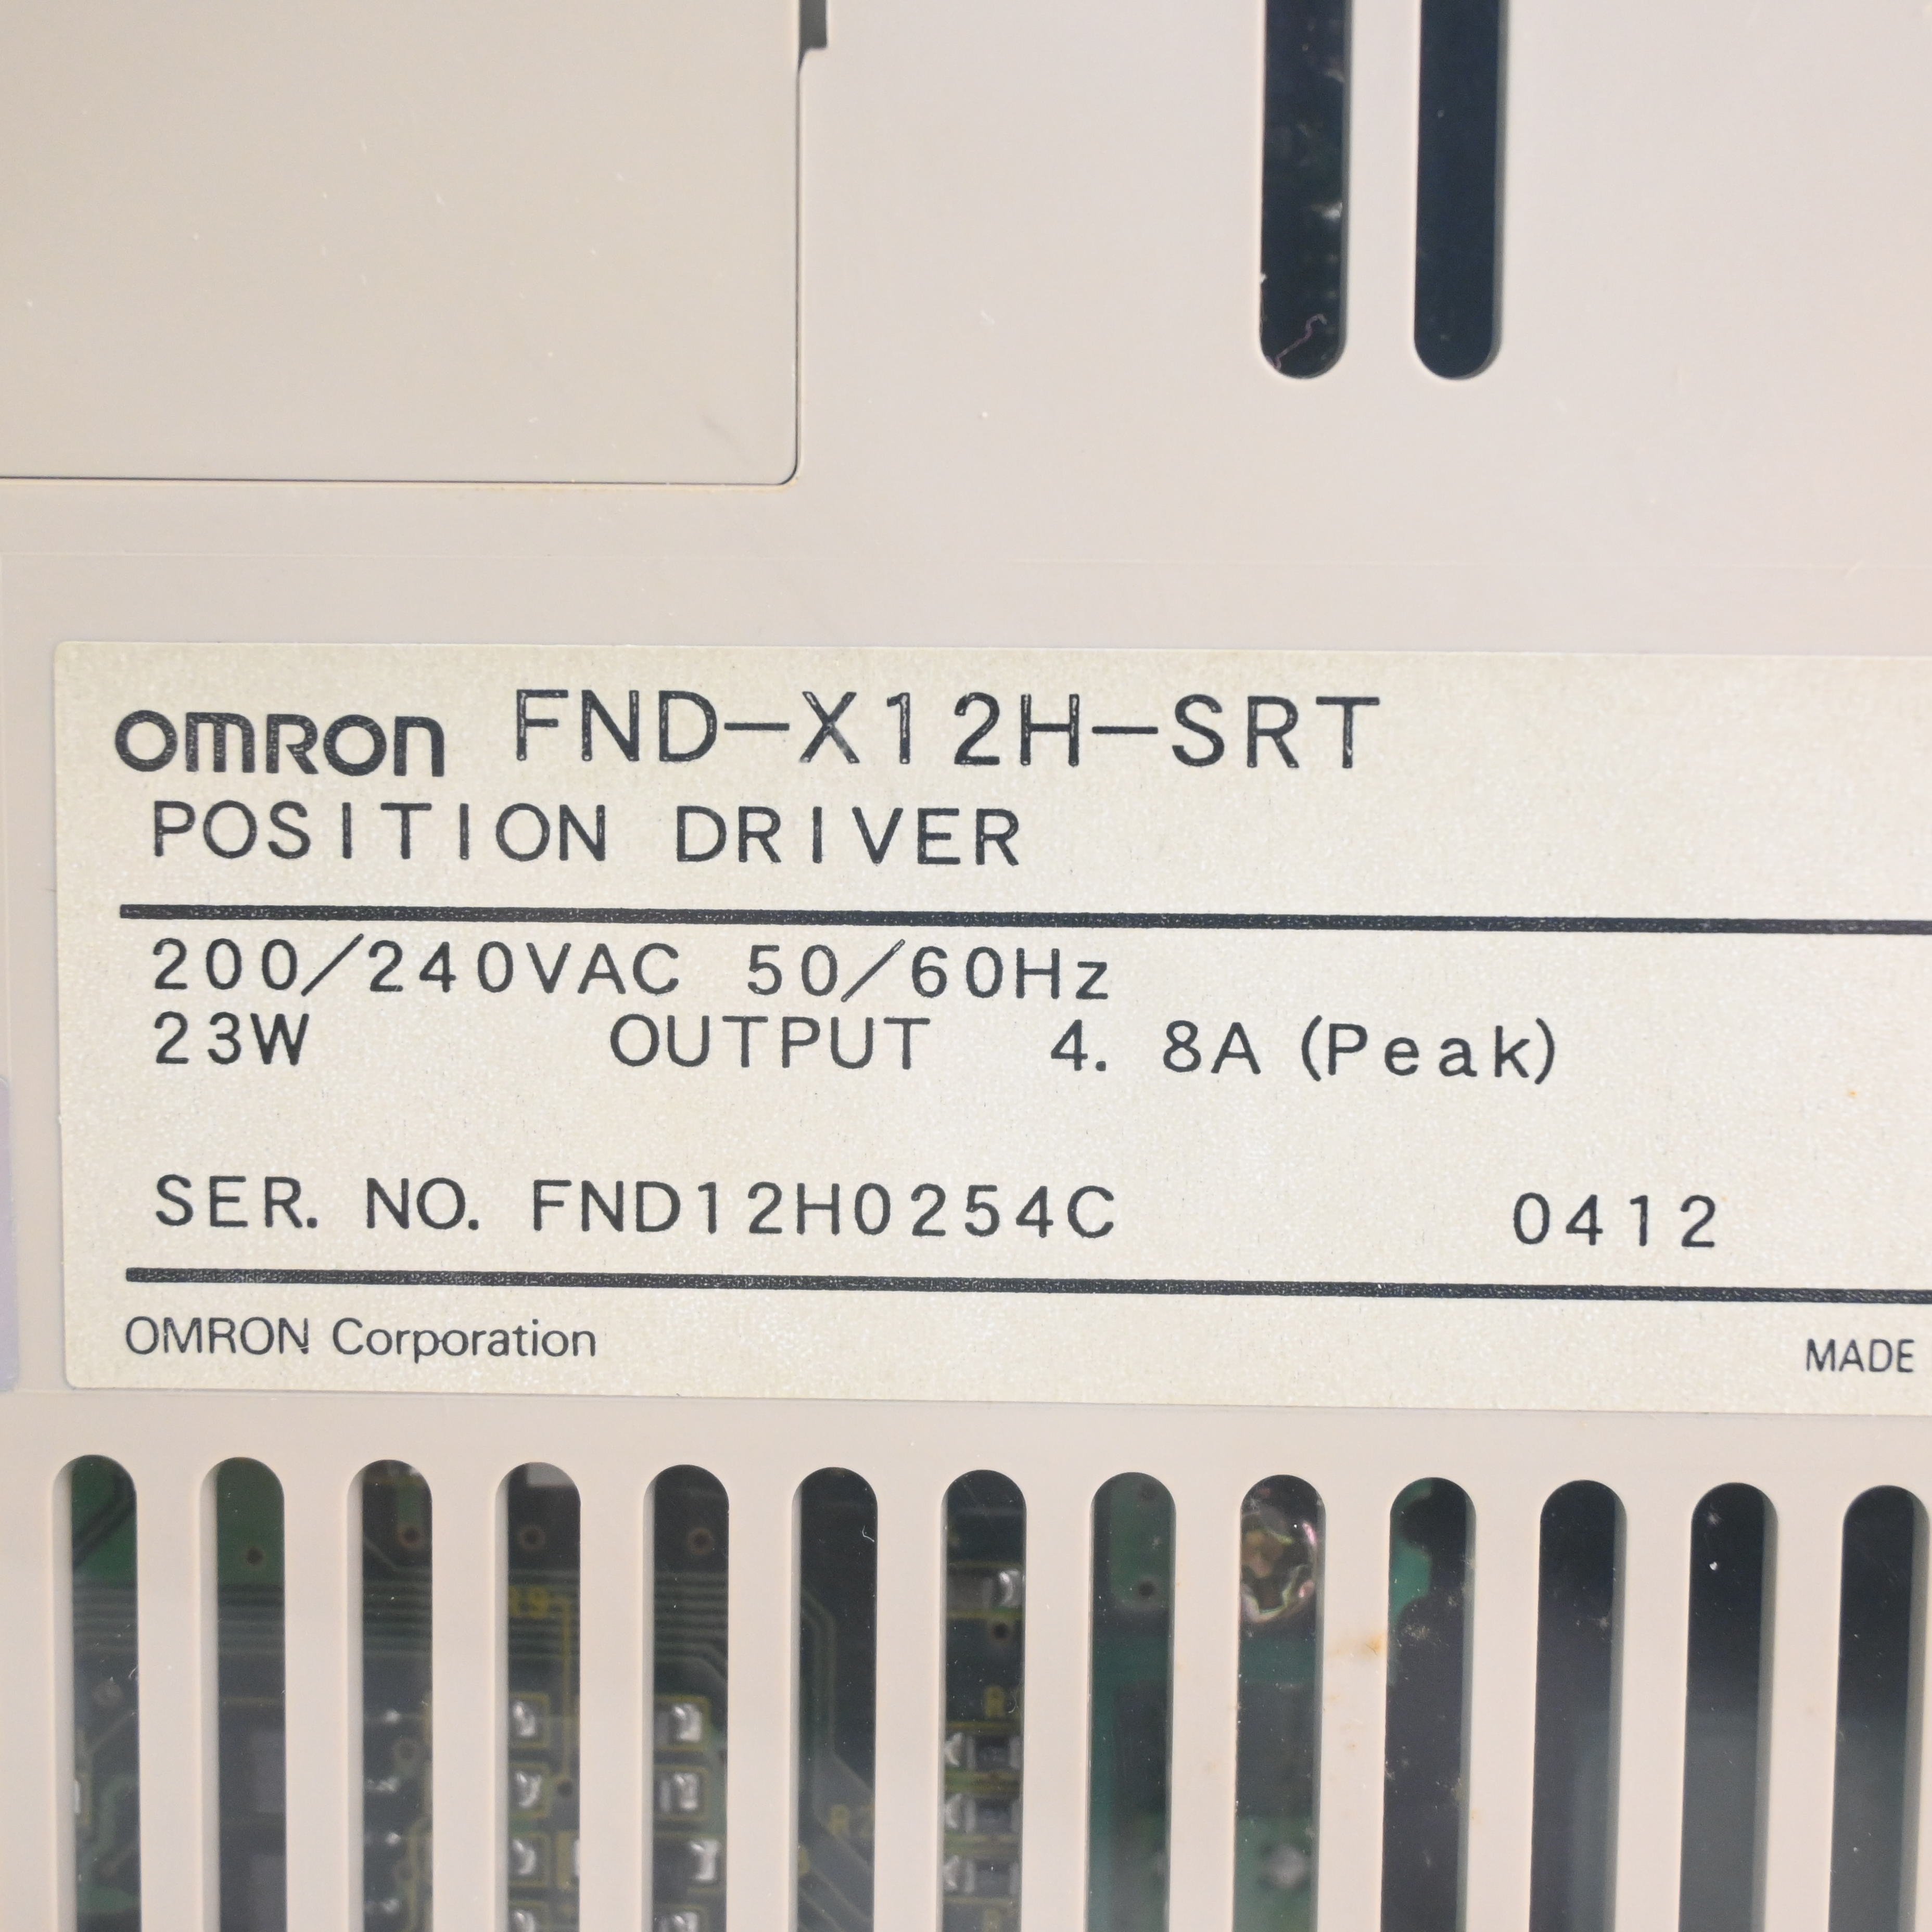 OMRON FND-X12H-SRT
POSITION DRIVER
200/240VAC 50/60Hz
23W OUTPUT 4. 8A (Peak)
SER. NO. FND12H0254C 0412
OMRON Corporation MADE